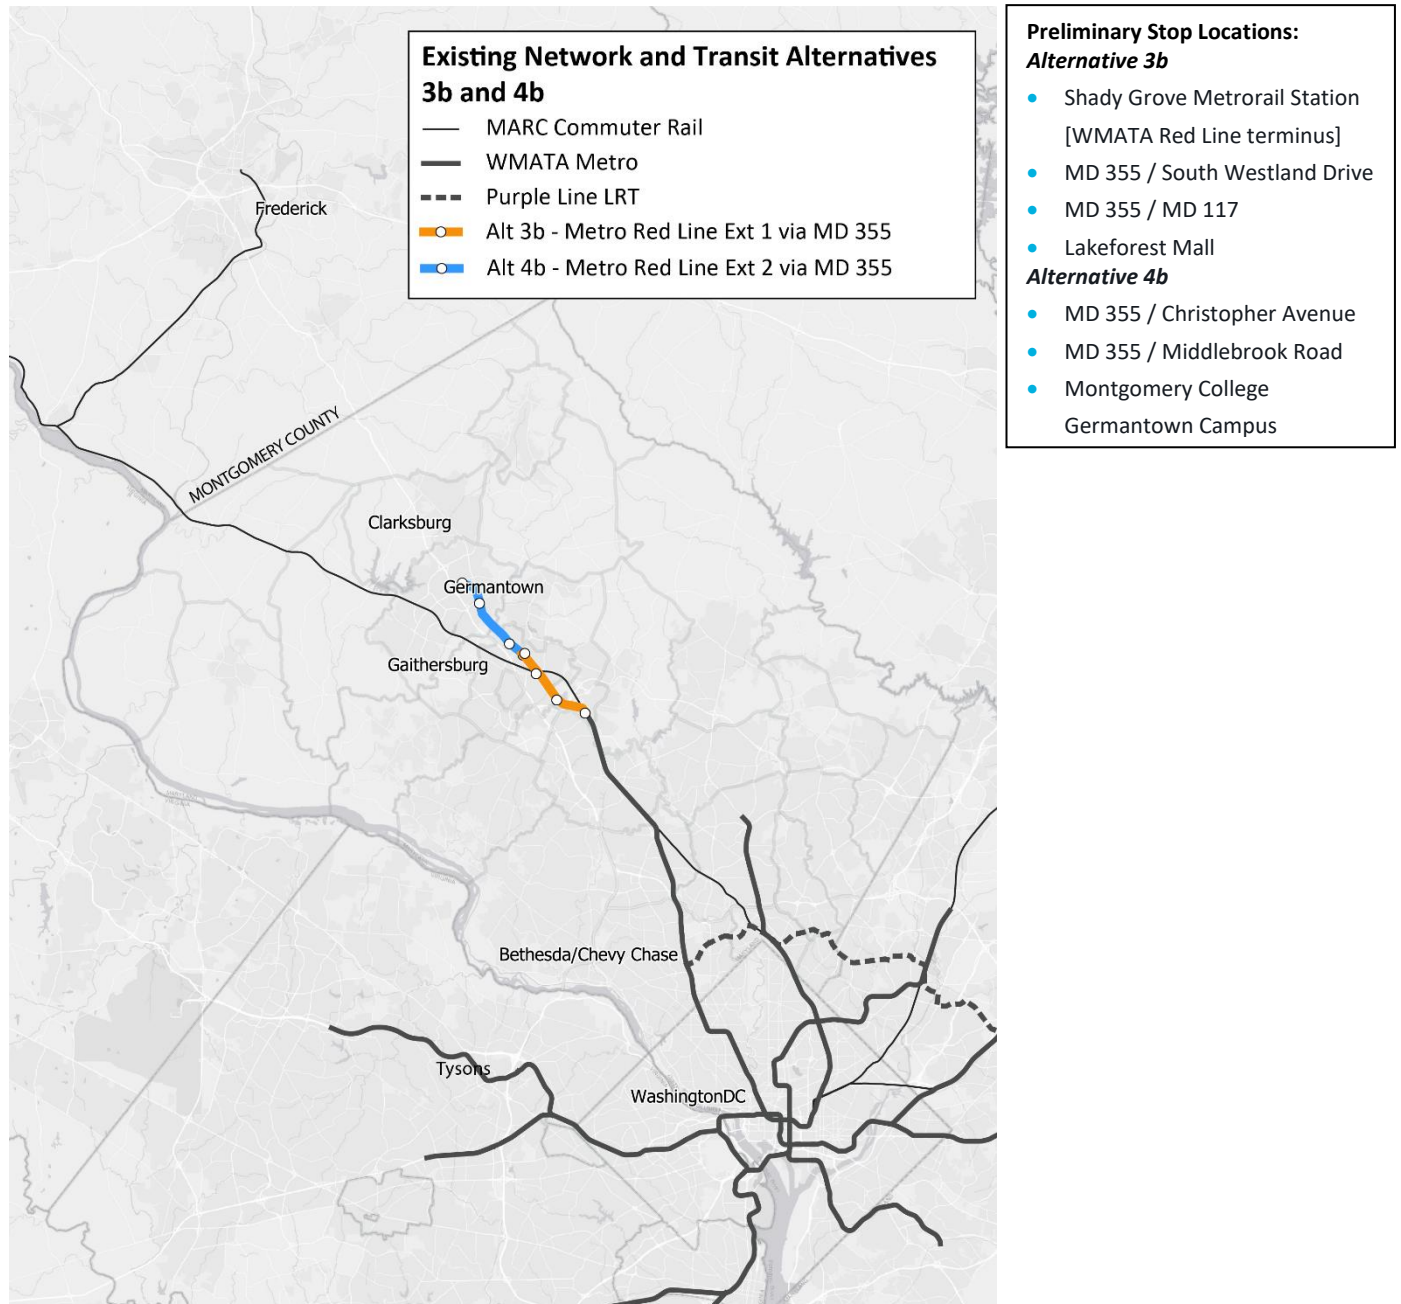 Existing Network and Transit Alternatives
3b and 4b
MARC Commuter Rail
WMATA Metro
Purple Line LRT
Alt 3b - Metro Red Line Ext 1 via MD 355
Alt 4b - Metro Red Line Ext 2 via MD 355
Preliminary Stop Locations:
Alternative 3b
• Shady Grove Metrorail Station
[WMATA Red Line terminus]
• MD 355 / South Westland Drive
• MD 355 / MD 117
• Lakeforest Mall
Alternative 4b
• MD 355 / Christopher Avenue
• MD 355 / Middlebrook Road
• Montgomery College
Germantown Campus
Frederick
MONTGOMERY COUNTY
Clarksburg
Germantown
Gaithersburg
Bethesda/Chevy Chase
Tysons
WashingtonDC